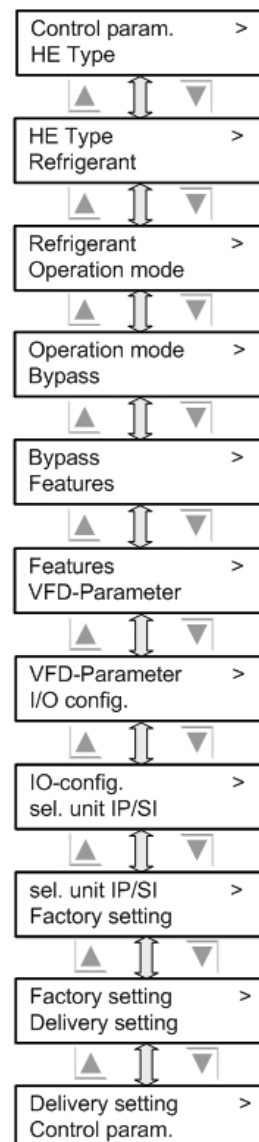 Control param. >
HE Type
HE Type >
Refrigerant
Refrigerant >
Operation mode
Operation mode >
Bypass
Bypass >
Features
Features >
VFD-Parameter
VFD-Parameter >
I/O config.
IO-config. >
sel. unit IP/SI
sel. unit IP/SI >
Factory setting
Factory setting >
Delivery setting
Delivery setting >
Control param.